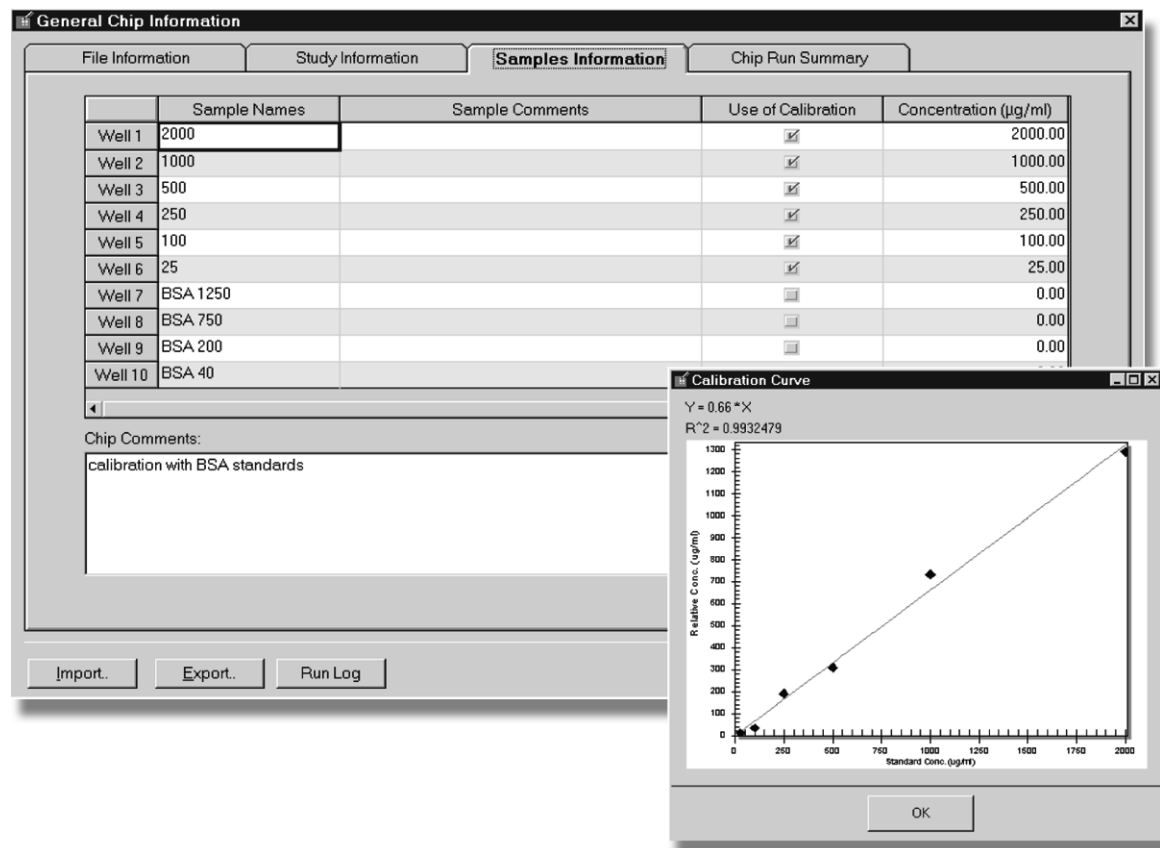 General Chip Information
File Information Study Information Samples Information Chip Run Summary
Sample Names Sample Comments Use of Calibration Concentration (µg/ml)
Well 1 2000 2000.00
Well 2 1000 1000.00
Well 3 500 500.00
Well 4 250 250.00
Well 5 100 100.00
Well 6 25 25.00
Well 7 BSA 1250 0.00
Well 8 BSA 750 0.00
Well 9 BSA 200 0.00
Well 10 BSA 40
Chip Comments:
calibration with BSA standards
Import.. Export.. Run Log
Calibration Curve
Y = 0.66 * X
R^2 = 0.9932479
Relative Conc. (ug/ml)
1300
1200
1100
1000
900
800
700
600
500
400
300
200
100
0
0 250 500 750 1000 1250 1500 1750 2000
Standard Conc. (ug/ml)
OK